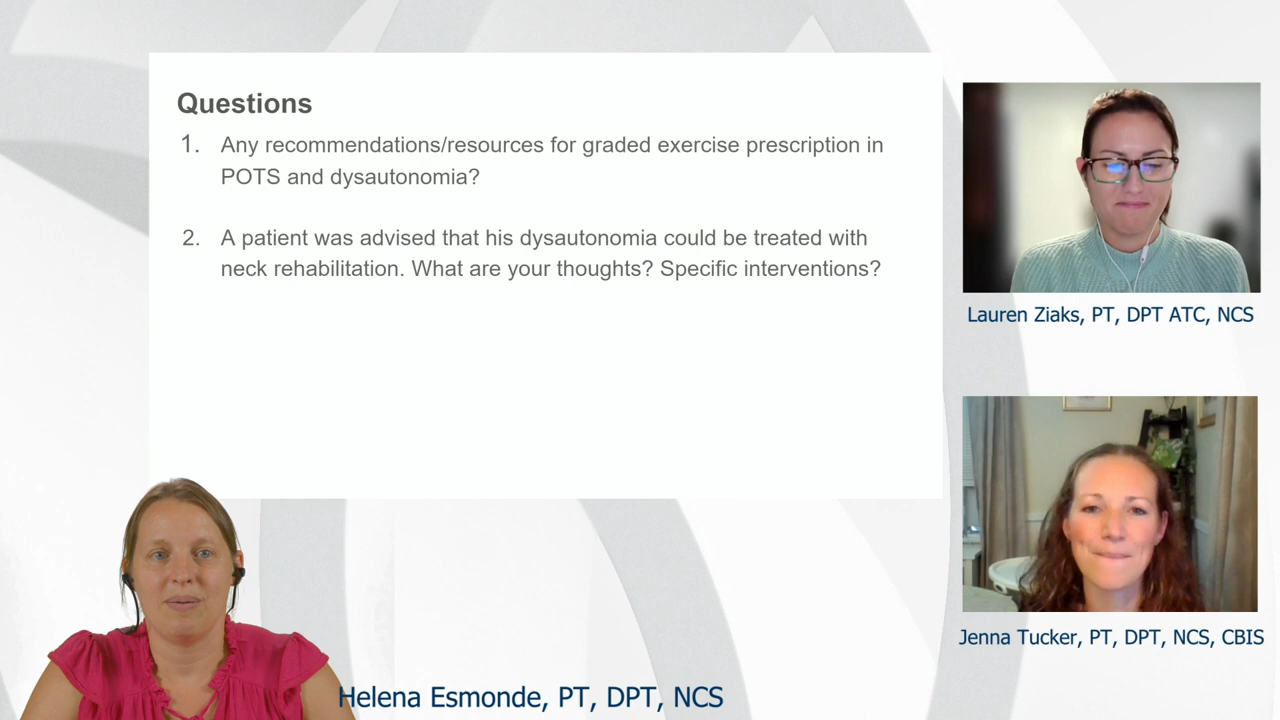 Questions
1. Any recommendations/resources for graded exercise prescription in
POTS and dysautonomia?
2. A patient was advised that his dysautonomia could be treated with
neck rehabilitation. What are your thoughts? Specific interventions?
Lauren Ziaks, PT, DPT ATC, NCS
Jenna Tucker, PT, DPT, NCS, CBIS
Helena Esmonde, PT, DPT, NCS